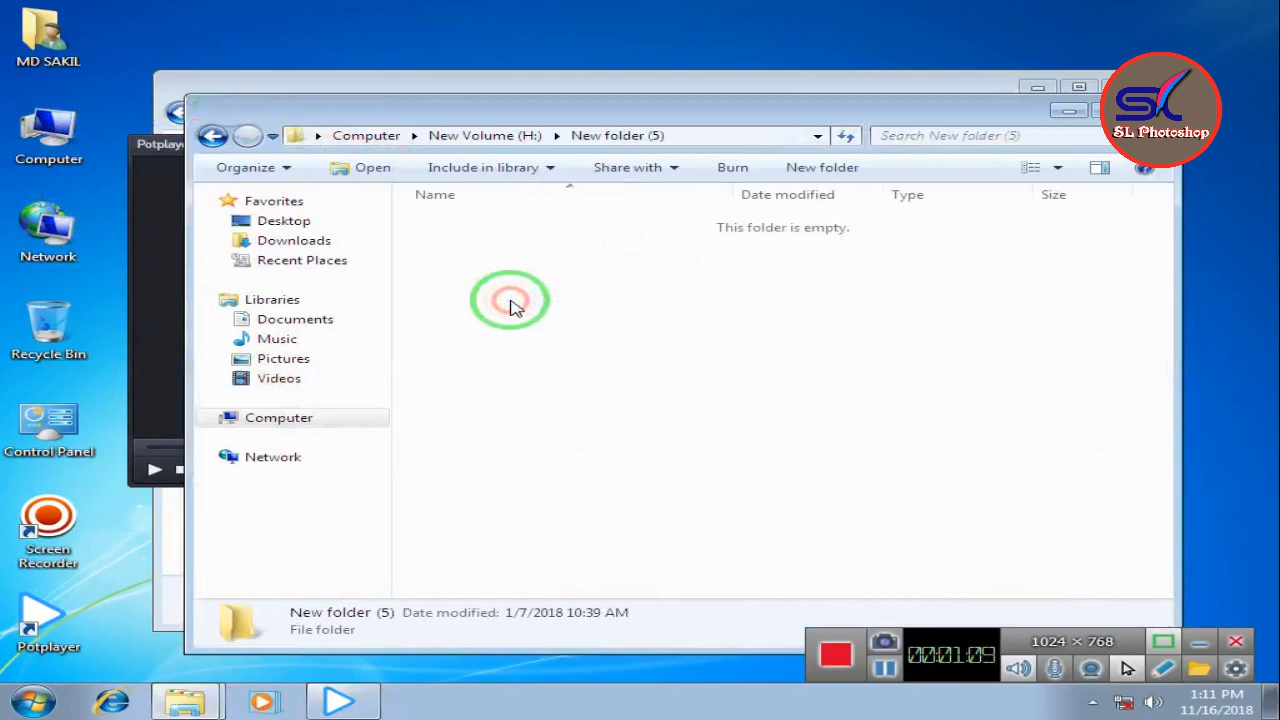 MD SAKIL
Computer
Network
Recycle Bin
Control Panel
Screen
Recorder
Potplayer
SL Photoshop
Computer New Volume (H:) New folder (5)
Search New folder (5)
Organize Open Include in library Share with Burn New folder
Favorites
Desktop
Downloads
Recent Places
Libraries
Documents
Music
Pictures
Videos
Computer
Network
Name Date modified Type Size
This folder is empty.
New folder (5) Date modified: 1/7/2018 10:39 AM
File folder
1024 × 768
00:01:09
1:11 PM
11/16/2018